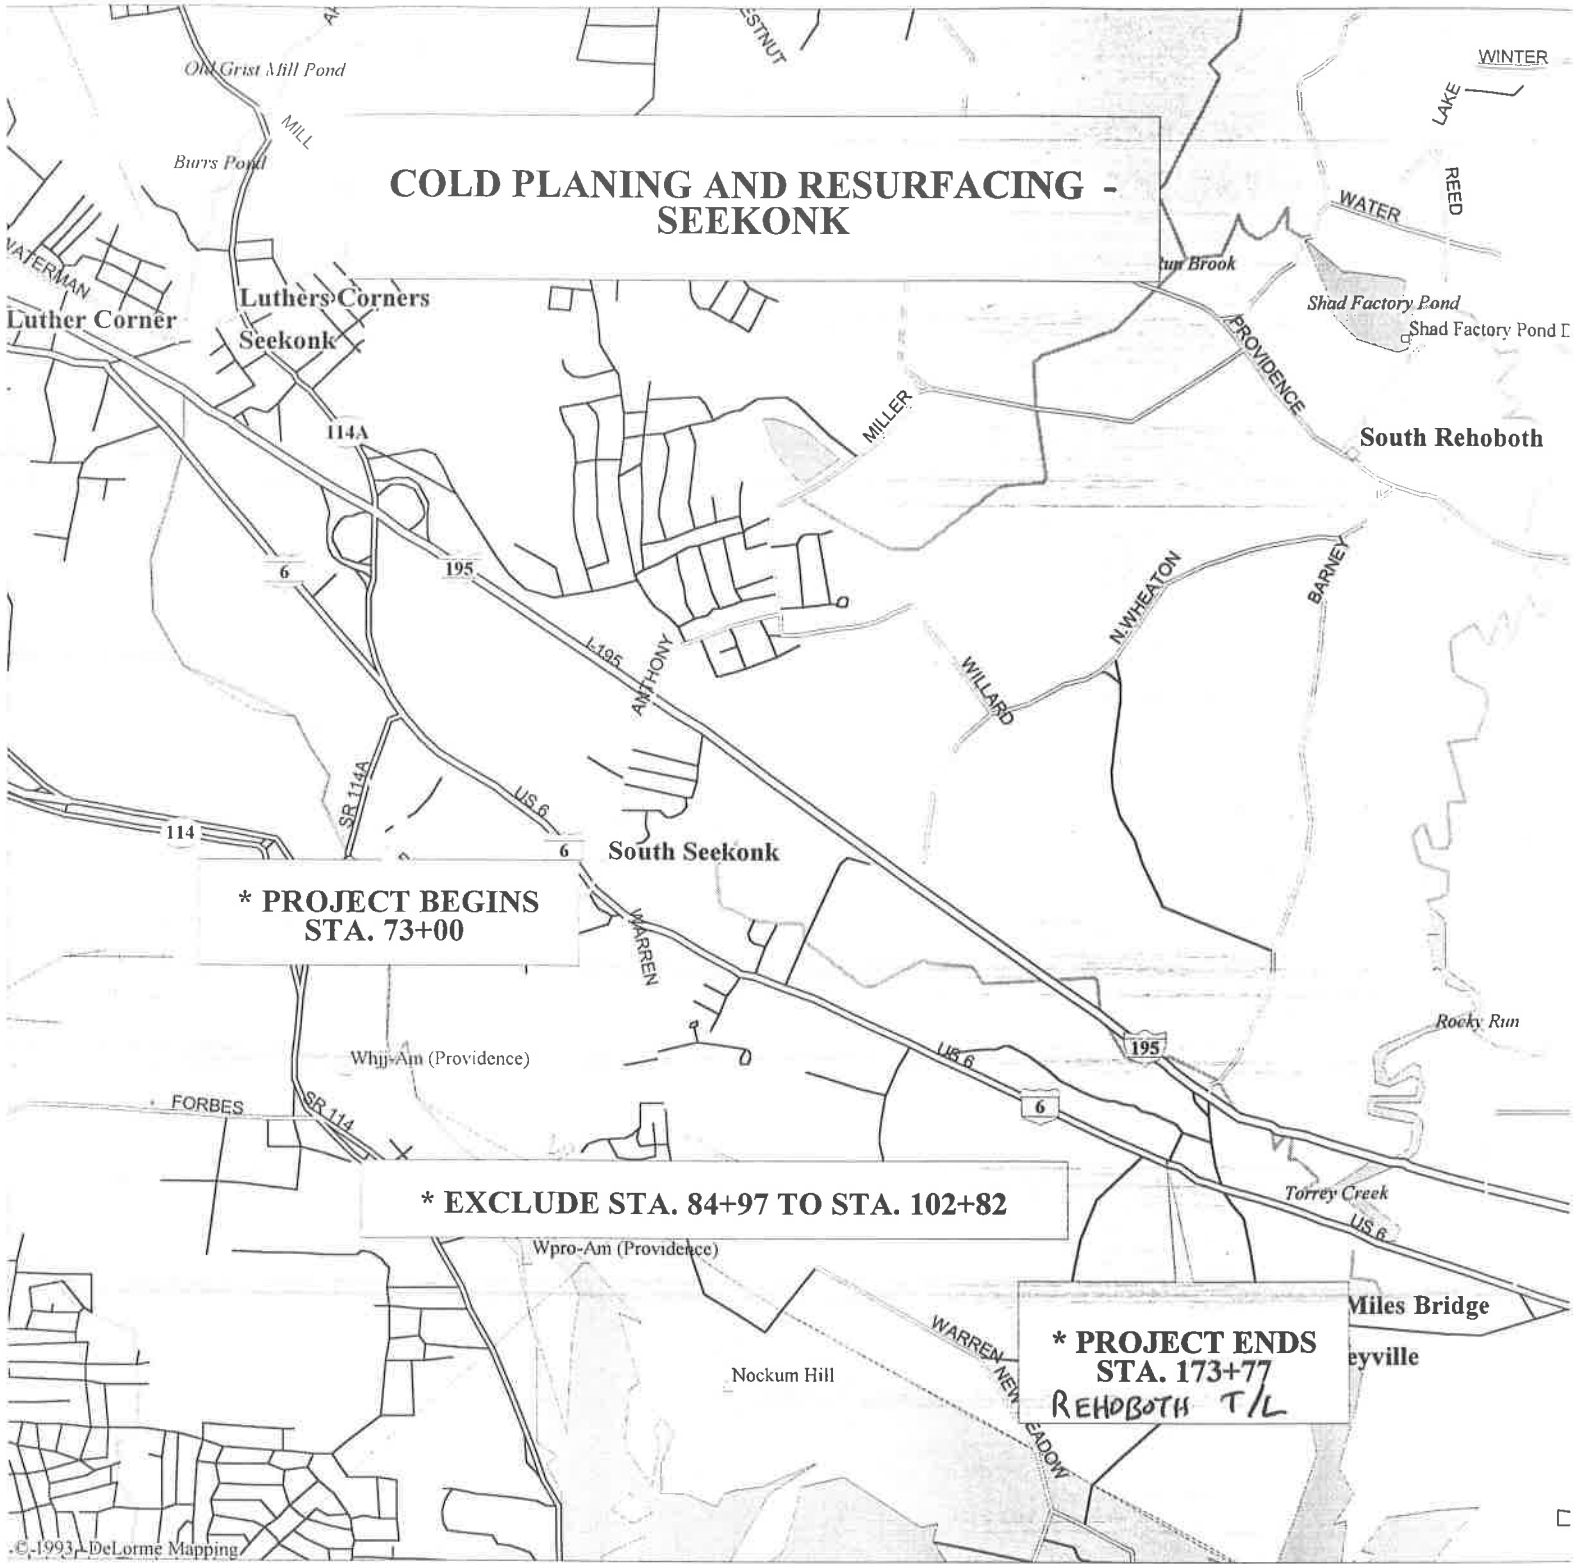 ESTNUT
WINTER
Old Grist Mill Pond
LAKE
MILL
Burrs Pond
COLD PLANING AND RESURFACING -
SEEKONK
REED
WATER
WATERMAN
un Brook
Luthers Corners
Shad Factory Pond
Luther Corner
Shad Factory Pond D
Seekonk
PROVIDENCE
MILLER
114A
South Rehoboth
6
195
N.WHEATON
BARNEY
I-195
ANTHONY
WILLARD
SR 114A
US 6
114
6
South Seekonk
* PROJECT BEGINS
STA. 73+00
WARREN
Rocky Run
Whjj-Am (Providence)
US 6
195
FORBES
SR 114
6
* EXCLUDE STA. 84+97 TO STA. 102+82
Torrey Creek
US 6
Wpro-Am (Providence)
Miles Bridge
WARREN NEW
EADOW
* PROJECT ENDS
STA. 173+77
REHOBOTH T/L
eyville
Nockum Hill
© 1993 DeLorme Mapping